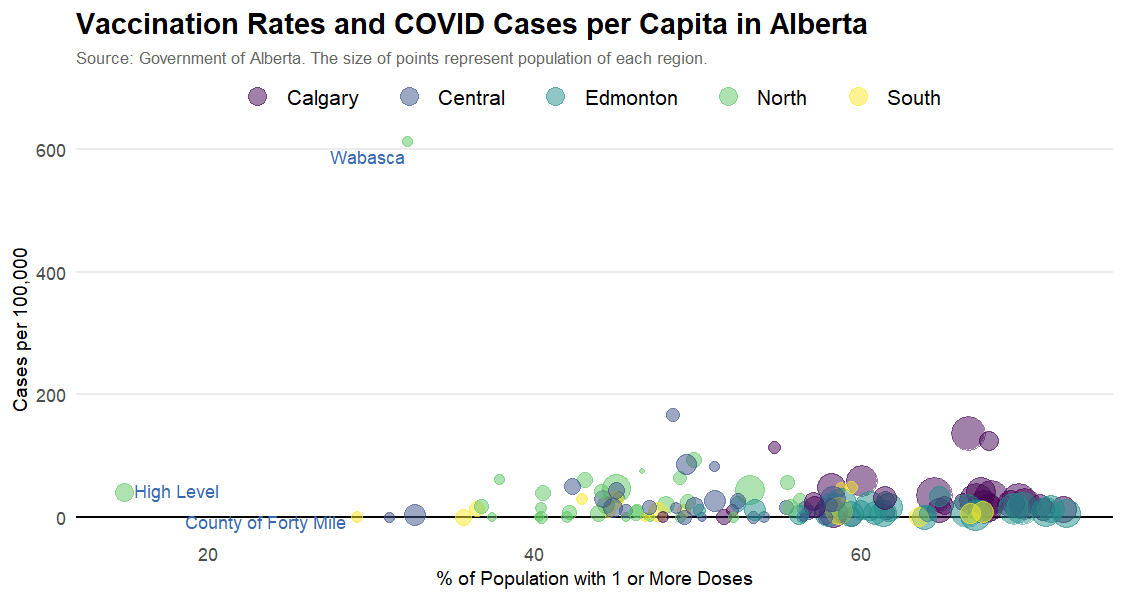 Vaccination Rates and COVID Cases per Capita in Alberta
Source: Government of Alberta. The size of points represent population of each region.
Calgary Central Edmonton North South
600
Wabasca
400
Cases per 100,000
200
High Level
County of Forty Mile
0
20 40 60
% of Population with 1 or More Doses